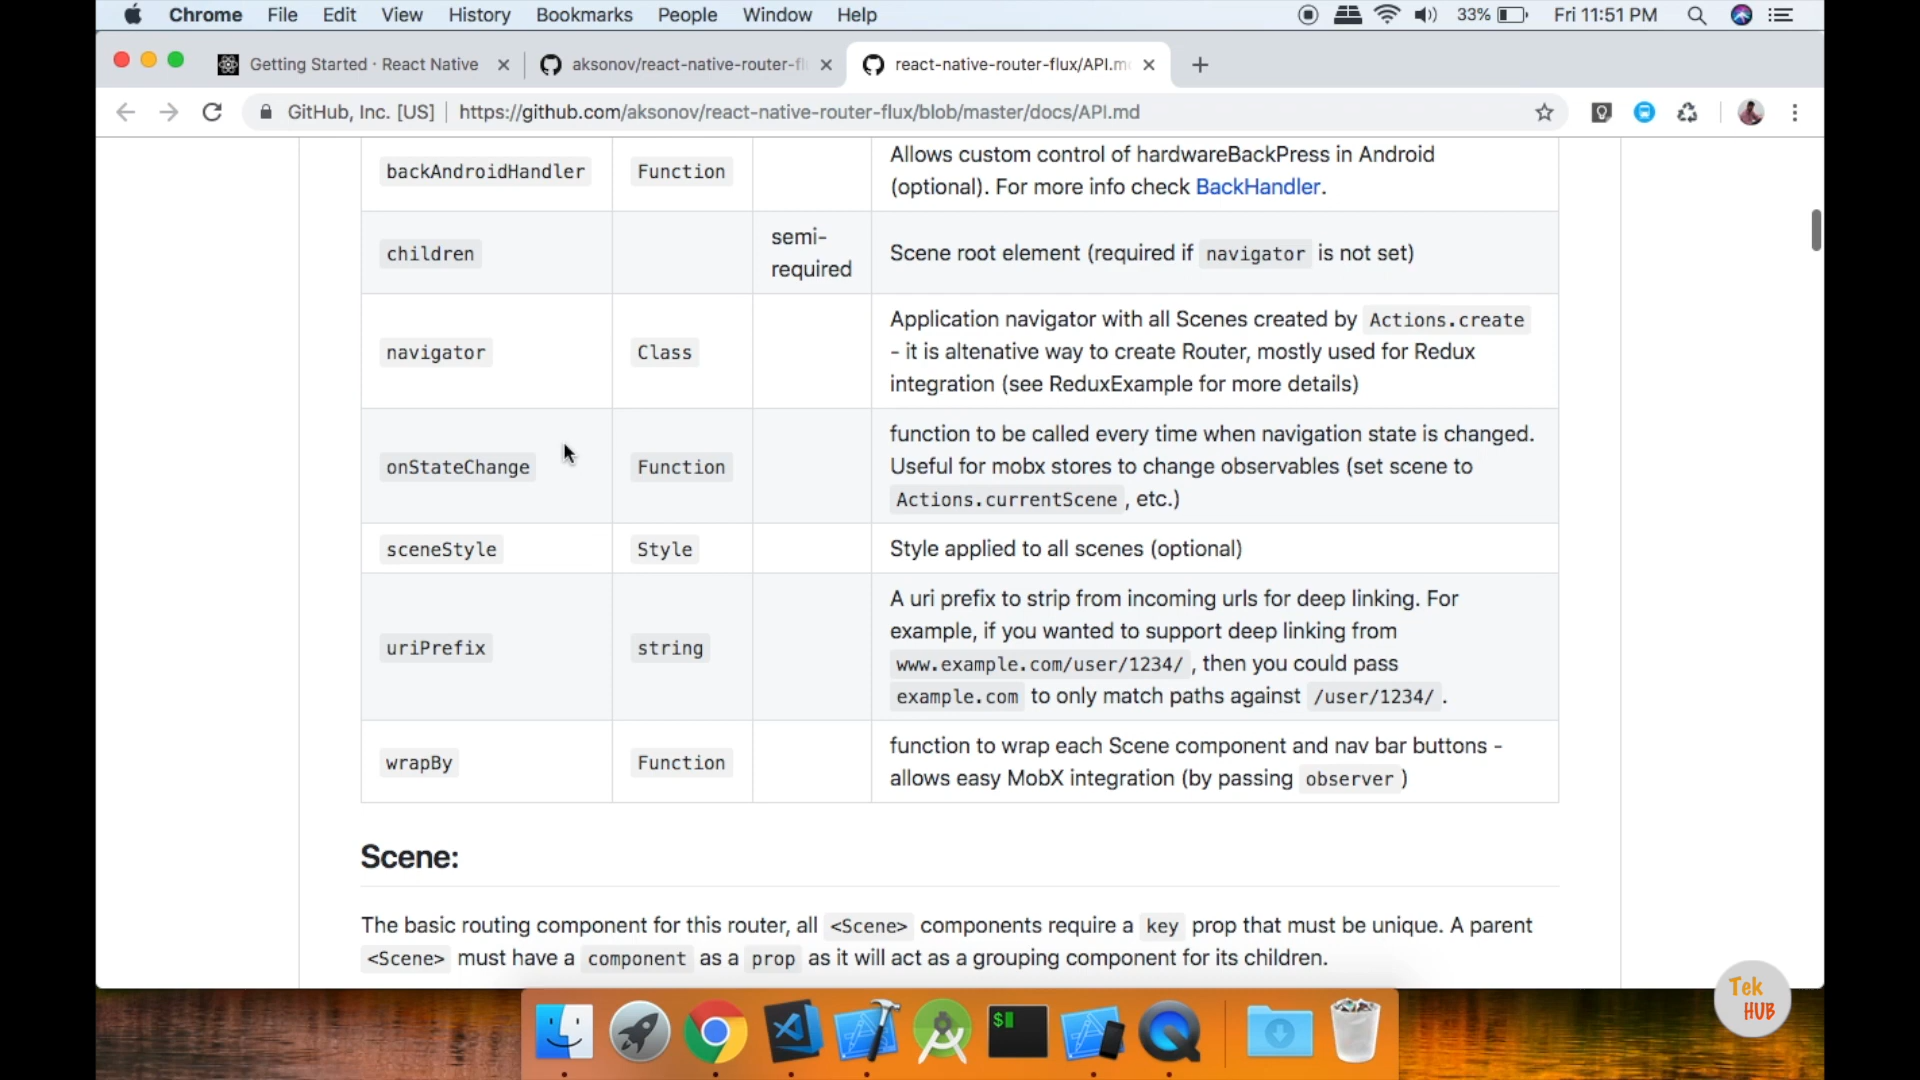 Chrome File Edit View History Bookmarks People Window Help 33% Fri 11:51 PM
Getting Started · React Native aksonov/react-native-router-fl react-native-router-flux/API.m
GitHub, Inc. [US] https://github.com/aksonov/react-native-router-flux/blob/master/docs/API.md
backAndroidHandler Function Allows custom control of hardwareBackPress in Android
(optional). For more info check BackHandler.
children semi-
required Scene root element (required if navigator is not set)
navigator Class Application navigator with all Scenes created by Actions.create
- it is altenative way to create Router, mostly used for Redux
integration (see ReduxExample for more details)
onStateChange Function function to be called every time when navigation state is changed.
Useful for mobx stores to change observables (set scene to
Actions.currentScene , etc.)
sceneStyle Style Style applied to all scenes (optional)
uriPrefix string A uri prefix to strip from incoming urls for deep linking. For
example, if you wanted to support deep linking from
www.example.com/user/1234/ , then you could pass
example.com to only match paths against /user/1234/ .
wrapBy Function function to wrap each Scene component and nav bar buttons -
allows easy MobX integration (by passing observer )
Scene:
The basic routing component for this router, all <Scene> components require a key prop that must be unique. A parent
<Scene> must have a component as a prop as it will act as a grouping component for its children.
$
Tek
HUB